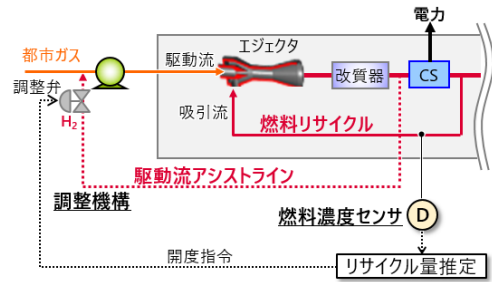 電力
都市ガス
駆動流
エジェクタ
改質器
CS
調整弁
H2
吸引流
燃料リサイクル
駆動流アシストライン
調整機構
燃料濃度センサ
D
開度指令
リサイクル量推定